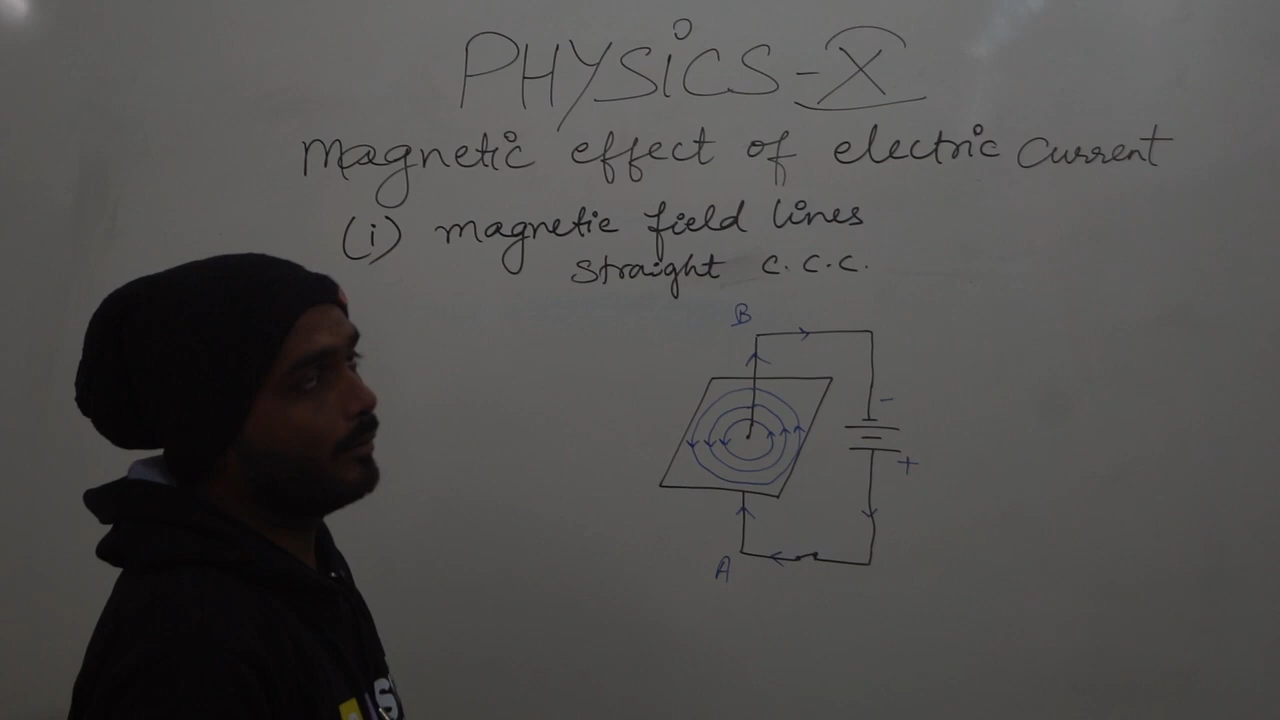 PHYSiCS-X
Magnetic effect of electric current
(i) magnetic field lines
straight c.c.c.
B
-
+
A